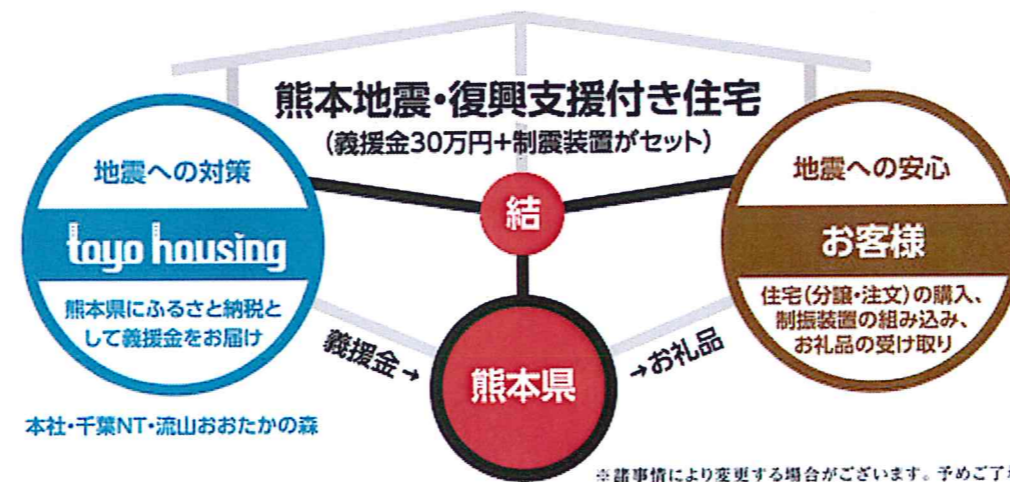 熊本地震・復興支援付き住宅
(義援金30万円+制震装置がセット)
地震への対策
toyo housing
熊本県にふるさと納税と
して義援金をお届け
本社・千葉NT・流山おおたかの森
結
義援金→
熊本県
→お礼品
地震への安心
お客様
住宅(分譲・注文)の購入、
制振装置の組み込み、
お礼品の受け取り
※諸事情により変更する場合がございます。予めご了